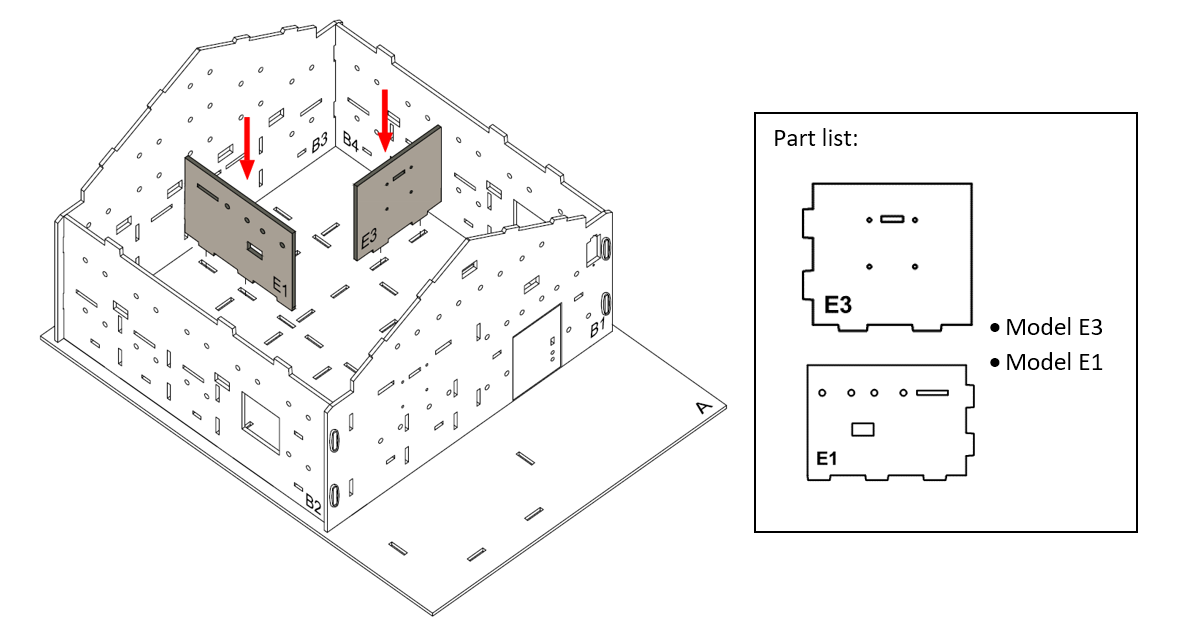 B3
B4
E3
E1
B1
A
B2
Part list:
E3
• Model E3
• Model E1
E1